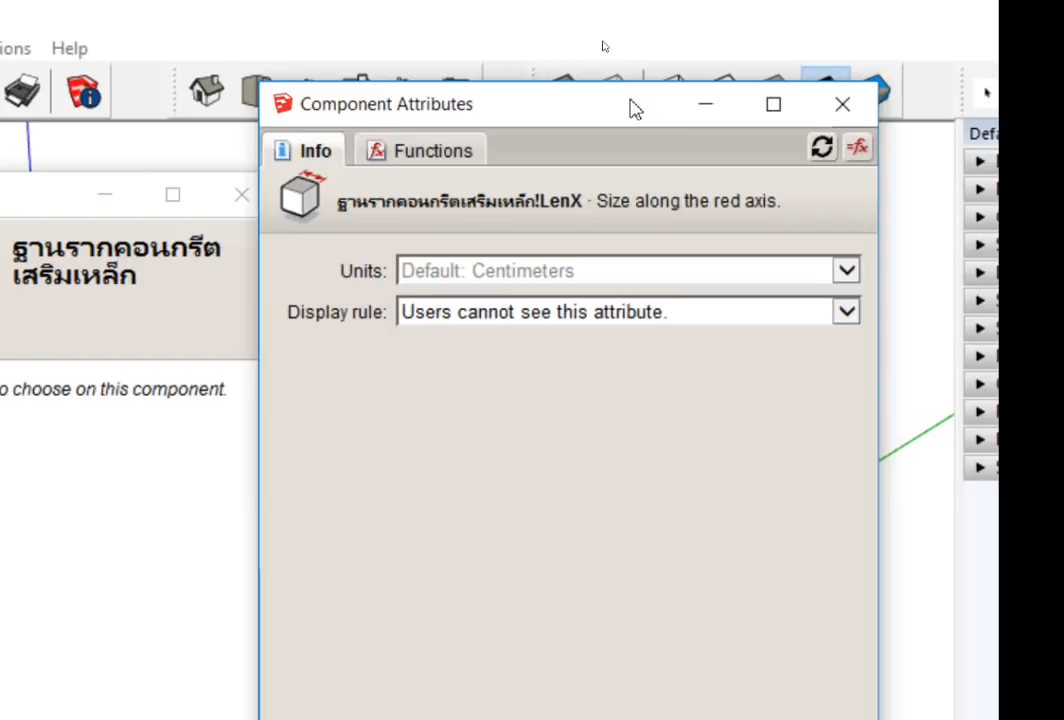 ions Help
Component Attributes
Info Functions
=fx
ฐานรากคอนกรีตเสริมเหล็ก!LenX · Size along the red axis.
Units: Default: Centimeters
Display rule: Users cannot see this attribute.
ฐานรากคอนกรีต
เสริมเหล็ก
o choose on this component.
Defa